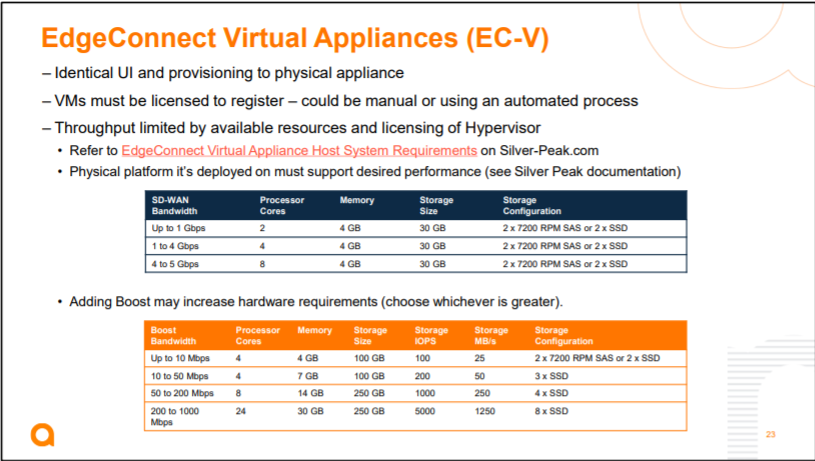 EdgeConnect Virtual Appliances (EC-V)
– Identical UI and provisioning to physical appliance
– VMs must be licensed to register – could be manual or using an automated process
– Throughput limited by available resources and licensing of Hypervisor
• Refer to EdgeConnect Virtual Appliance Host System Requirements on Silver-Peak.com
• Physical platform it's deployed on must support desired performance (see Silver Peak documentation)
SD-WAN Bandwidth Processor Cores Memory Storage Size Storage Configuration
Up to 1 Gbps 2 4 GB 30 GB 2 x 7200 RPM SAS or 2 x SSD
1 to 4 Gbps 4 4 GB 30 GB 2 x 7200 RPM SAS or 2 x SSD
4 to 5 Gbps 8 4 GB 30 GB 2 x 7200 RPM SAS or 2 x SSD
• Adding Boost may increase hardware requirements (choose whichever is greater).
Boost Bandwidth Processor Cores Memory Storage Size Storage IOPS Storage MB/s Storage Configuration
Up to 10 Mbps 4 4 GB 100 GB 100 25 2 x 7200 RPM SAS or 2 x SSD
10 to 50 Mbps 4 7 GB 100 GB 200 50 3 x SSD
50 to 200 Mbps 8 14 GB 250 GB 1000 250 4 x SSD
200 to 1000 Mbps 24 30 GB 250 GB 5000 1250 8 x SSD
23